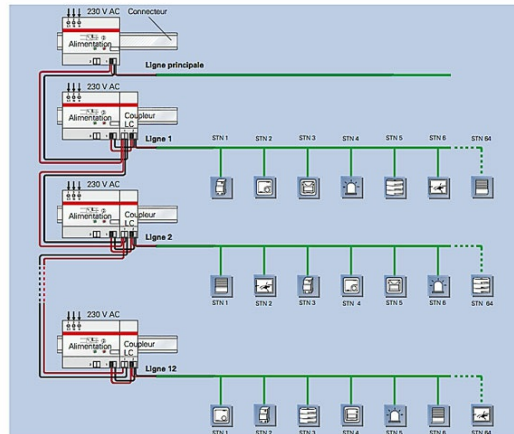 230 V AC Connecteur
Alimentation
Ligne principale
230 V AC
Coupleur
Alimentation LC
Ligne 1
STN 1 STN 2 STN 3 STN 4 STN 5 STN 6 STN 64
230 V AC
Coupleur
Alimentation LC
Ligne 2
STN 1 STN 2 STN 3 STN 4 STN 5 STN 6 STN 64
230 V AC
Coupleur
Alimentation LC
Ligne 12
STN 1 STN 2 STN 3 STN 4 STN 5 STN 6 STN 64